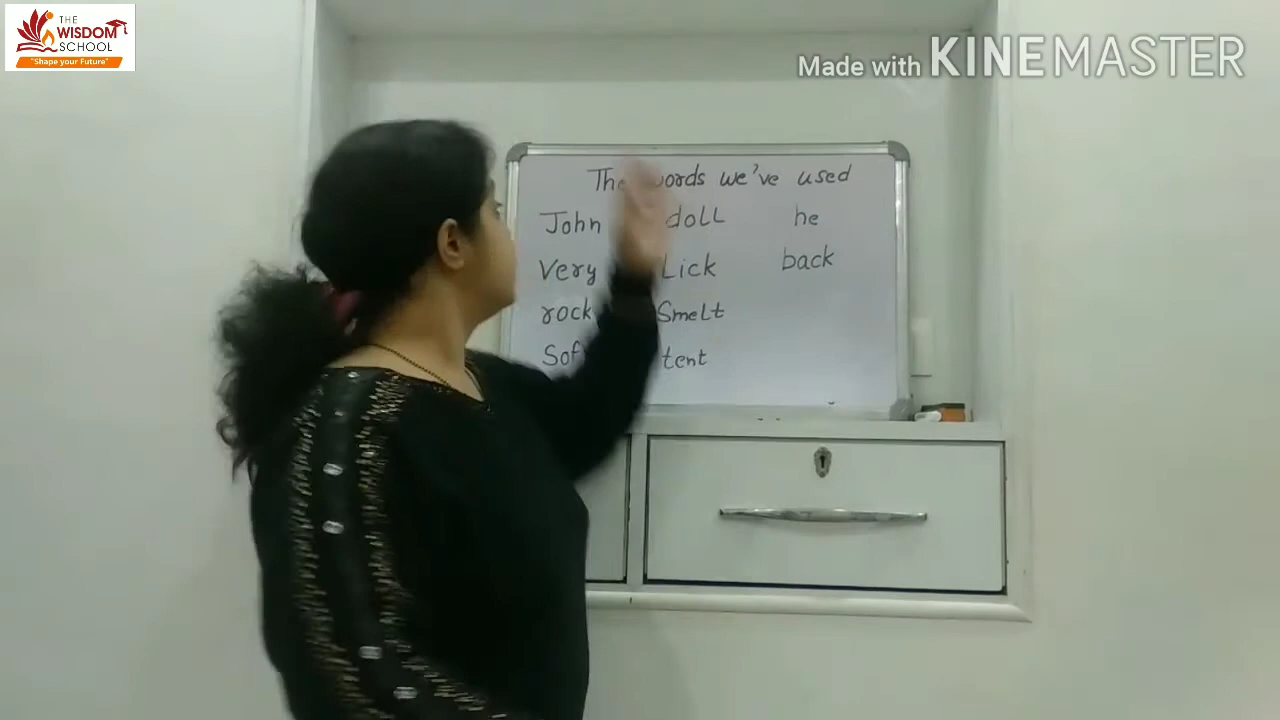 THE
WISDOM
SCHOOL
"Shape your Future"
Made with KINEMASTER
words we've used
John doll he
Very Lick back
rock Smelt
tent